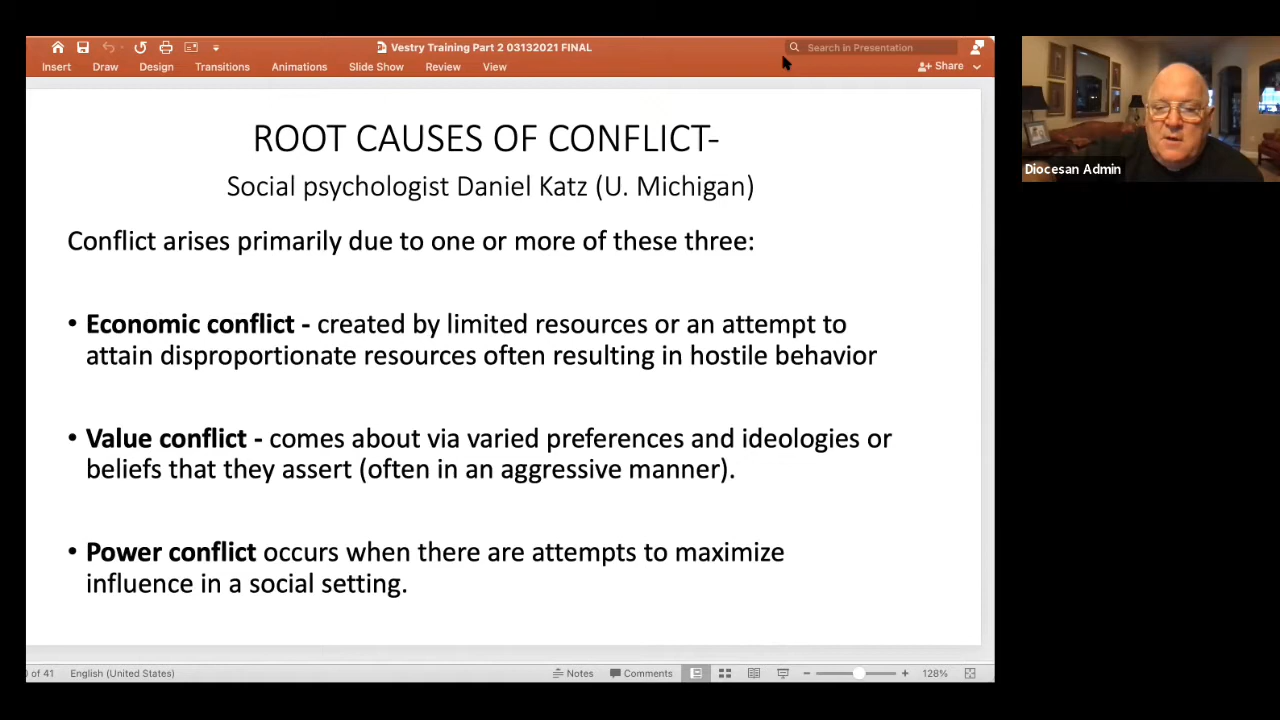 Vestry Training Part 2 03132021 FINAL
Search in Presentation
Insert Draw Design Transitions Animations Slide Show Review View Share
ROOT CAUSES OF CONFLICT-
Social psychologist Daniel Katz (U. Michigan)
Conflict arises primarily due to one or more of these three:
• Economic conflict - created by limited resources or an attempt to
attain disproportionate resources often resulting in hostile behavior
• Value conflict - comes about via varied preferences and ideologies or
beliefs that they assert (often in an aggressive manner).
• Power conflict occurs when there are attempts to maximize
influence in a social setting.
of 41 English (United States) Notes Comments 128%
Diocesan Admin